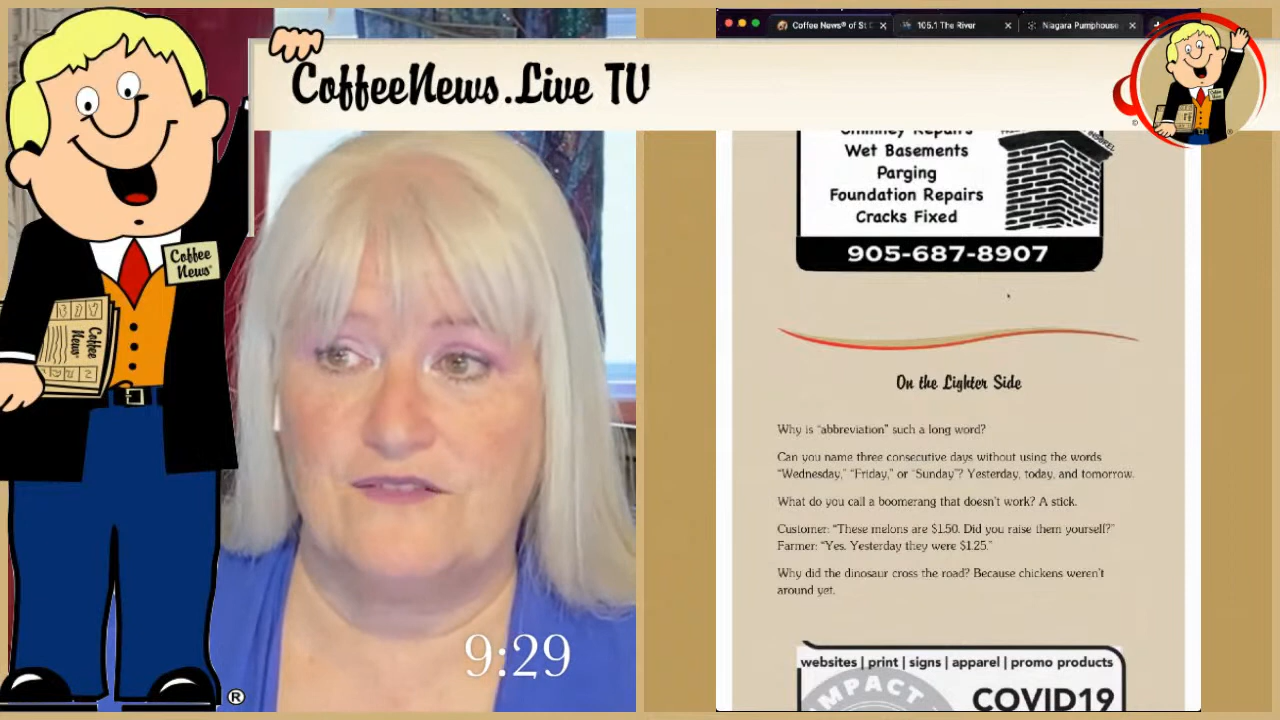 Coffee News® of St C
105.1 The River
Niagara Pumphouse
CoffeeNews.Live TV
Coffee
News
Coffee
News
®
9:29
Chimney Repairs
Wet Basements
Parging
Foundation Repairs
Cracks Fixed
905-687-8907
On the Lighter Side
Why is “abbreviation” such a long word?
Can you name three consecutive days without using the words
“Wednesday,” “Friday,” or “Sunday”? Yesterday, today, and tomorrow.
What do you call a boomerang that doesn’t work? A stick.
Customer: “These melons are $1.50. Did you raise them yourself?”
Farmer: “Yes. Yesterday they were $1.25.”
Why did the dinosaur cross the road? Because chickens weren’t
around yet.
websites | print | signs | apparel | promo products
IMPACT
COVID19